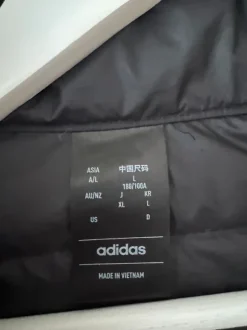 ASIA 中国尺码
A/L L
180/100A
AU/NZ J KR
XL L
US D
adidas
MADE IN VIETNAM